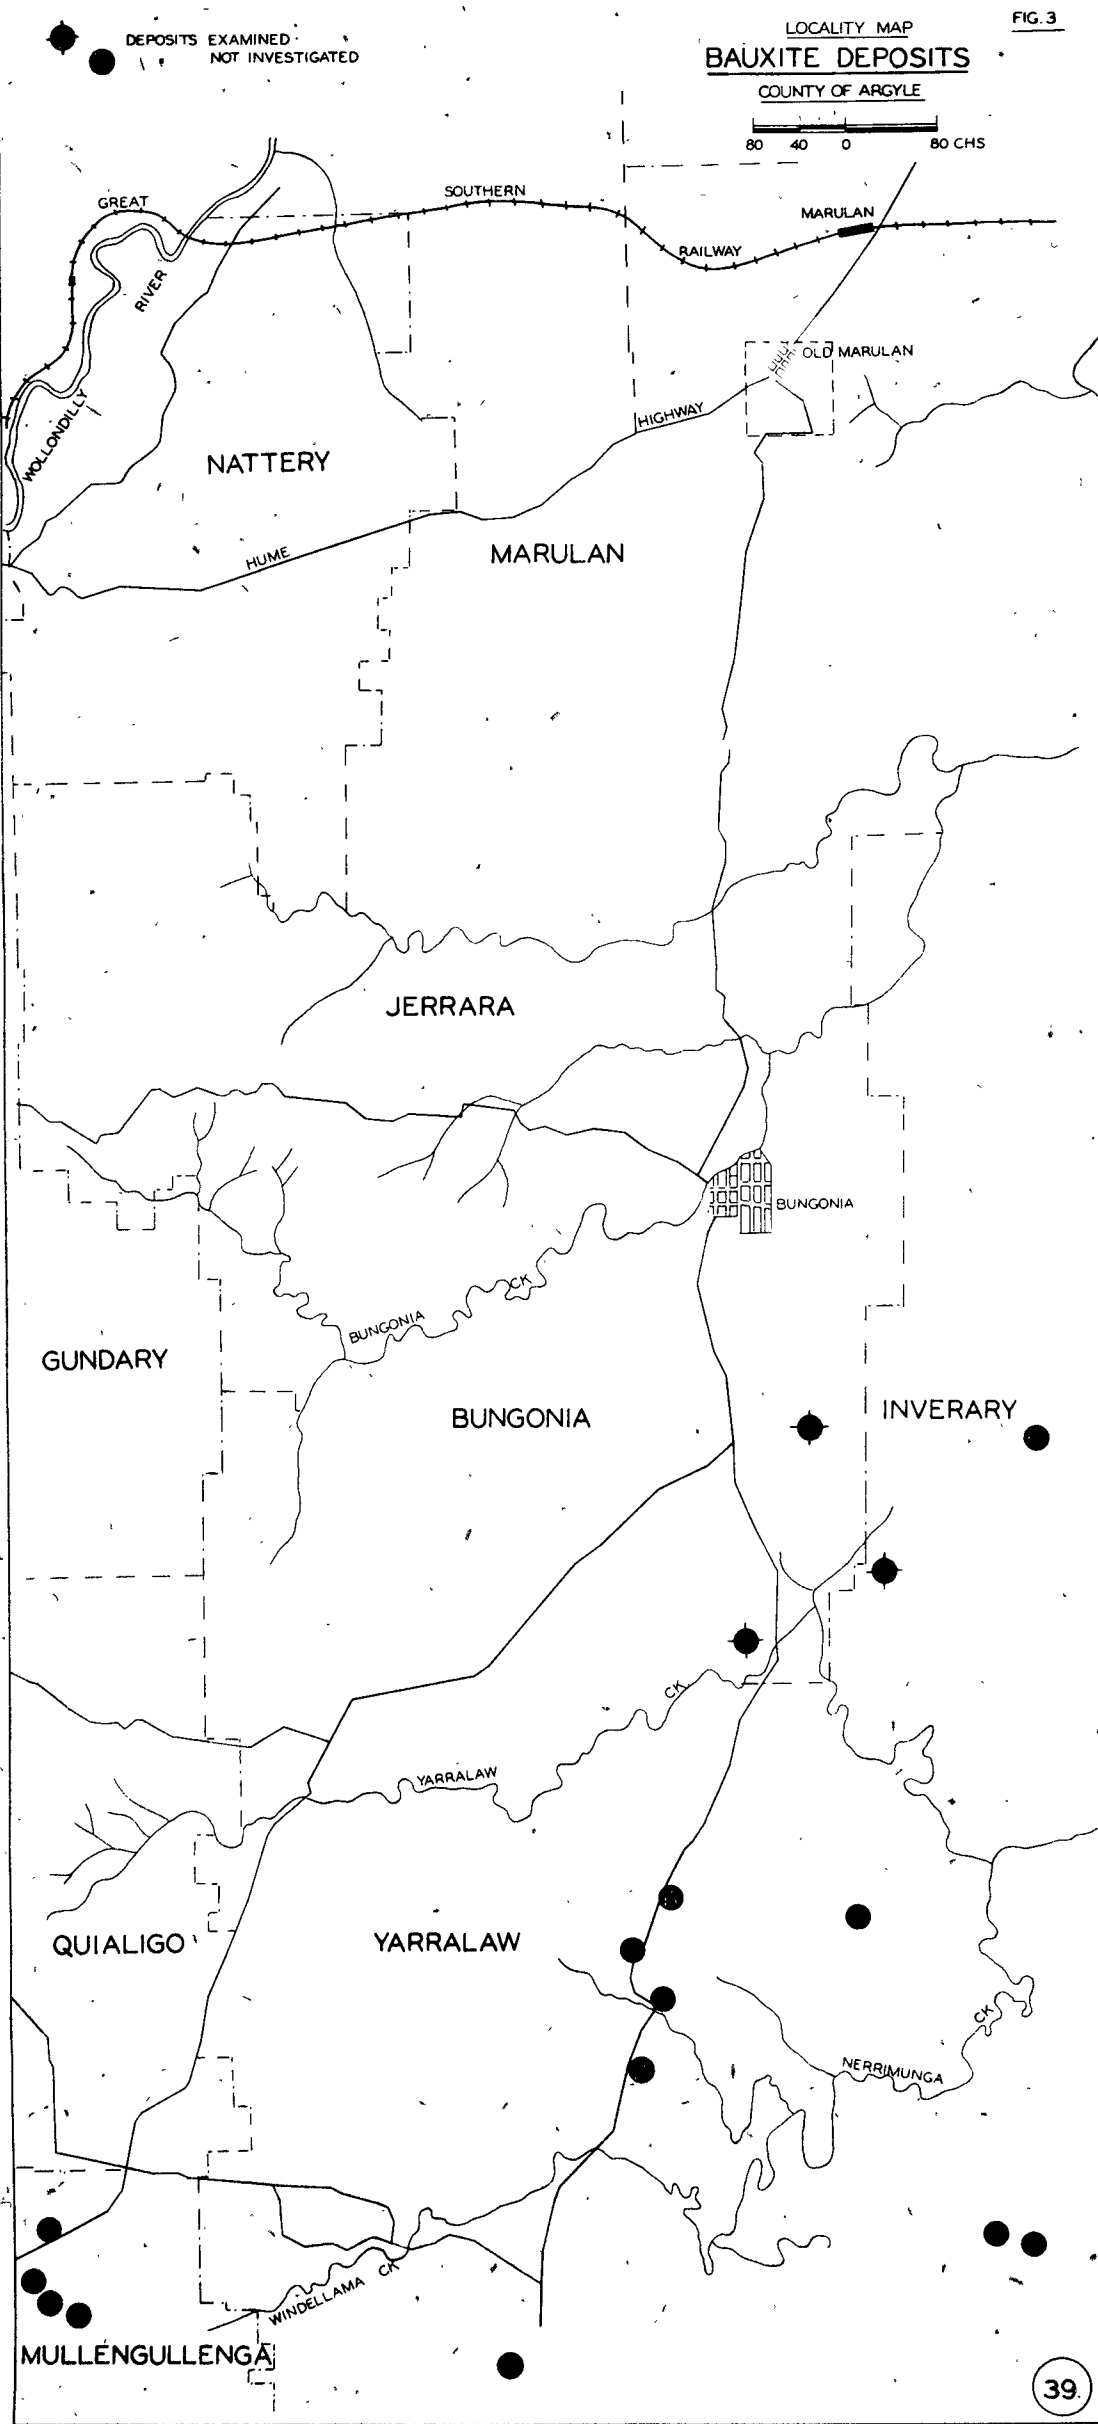 FIG. 3
LOCALITY MAP
BAUXITE DEPOSITS
COUNTY OF ARGYLE
80 40 0 80 CHS
DEPOSITS EXAMINED
" " NOT INVESTIGATED
GREAT
SOUTHERN
RAILWAY
MARULAN
RIVER
WOLLONDILLY
OLD MARULAN
HIGHWAY
NATTERY
HUME
MARULAN
JERRARA
BUNGONIA
CK
BUNGONIA
GUNDARY
BUNGONIA
INVERARY
CK.
YARRALAW
QUIALIGO
YARRALAW
CK
NERRIMUNGA
WINDELLAMA CK
MULLENGULLENGA
39.